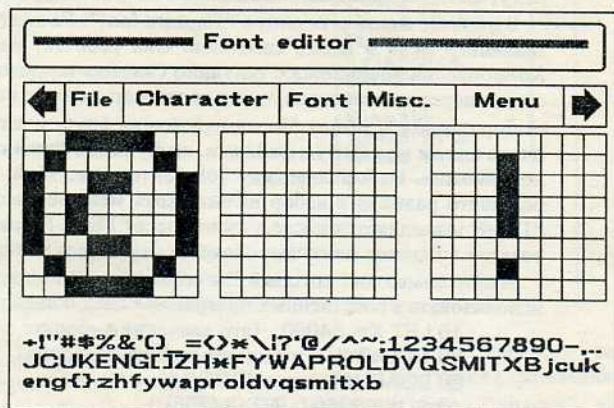 Font editor
File Character Font Misc. Menu
+!"#$%&'()_ =<>*\|?'@/^~;1234567890-,..
JCUKENG[]ZH*FYWAPROLDVQSMITXBjcuk
eng{}zhfywaproldvqsmitxb